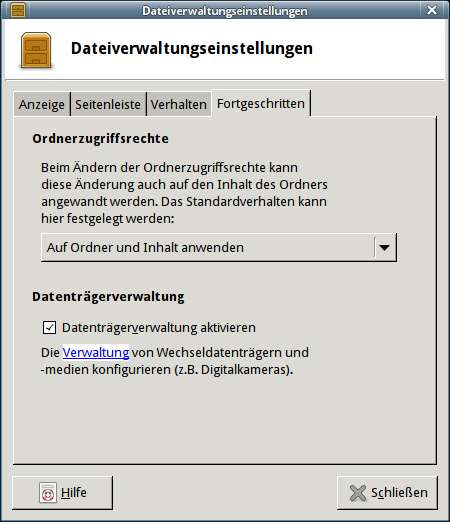 Dateiverwaltungseinstellungen
Dateiverwaltungseinstellungen
Anzeige Seitenleiste Verhalten Fortgeschritten
Ordnerzugriffsrechte
Beim Ändern der Ordnerzugriffsrechte kann
diese Änderung auch auf den Inhalt des Ordners
angewandt werden. Das Standardverhalten kann
hier festgelegt werden:
Auf Ordner und Inhalt anwenden
Datenträgerverwaltung
Datenträgerverwaltung aktivieren
Die Verwaltung von Wechseldatenträgern und
-medien konfigurieren (z.B. Digitalkameras).
Hilfe Schließen